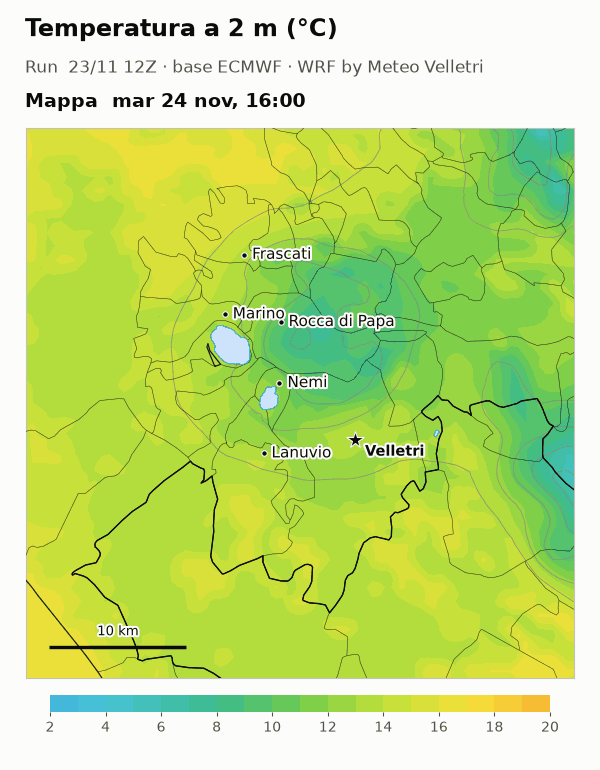 Temperatura a 2 m (°C)
Run  23/11 12Z · base ECMWF · WRF by Meteo Velletri
Mappa  mar 24 nov, 16:00
Frascati
Marino
Rocca di Papa
Nemi
Velletri
Lanuvio
10 km
2 4 6 8 10 12 14 16 18 20